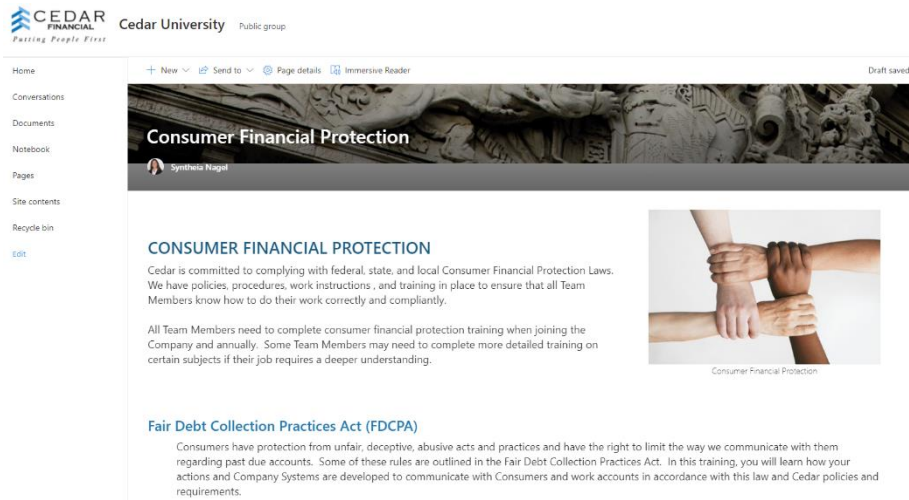 CEDAR
FINANCIAL
Putting People First
Cedar University Public group
Home
Conversations
Documents
Notebook
Pages
Site contents
Recycle bin
Edit
New Send to Page details Immersive Reader Draft saved
Consumer Financial Protection
Syntheia Nagel
CONSUMER FINANCIAL PROTECTION
Cedar is committed to complying with federal, state, and local Consumer Financial Protection Laws.
We have policies, procedures, work instructions , and training in place to ensure that all Team
Members know how to do their work correctly and compliantly.
All Team Members need to complete consumer financial protection training when joining the
Company and annually. Some Team Members may need to complete more detailed training on
certain subjects if their job requires a deeper understanding.
Consumer Financial Protection
Fair Debt Collection Practices Act (FDCPA)
Consumers have protection from unfair, deceptive, abusive acts and practices and have the right to limit the way we communicate with them
regarding past due accounts. Some of these rules are outlined in the Fair Debt Collection Practices Act. In this training, you will learn how your
actions and Company Systems are developed to communicate with Consumers and work accounts in accordance with this law and Cedar policies and
requirements.